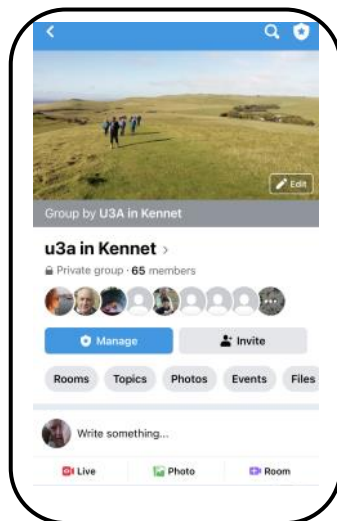 Edit
Group by U3A in Kennet
u3a in Kennet >
Private group · 65 members
Manage
Invite
Rooms Topics Photos Events Files
Write something...
Live Photo Room